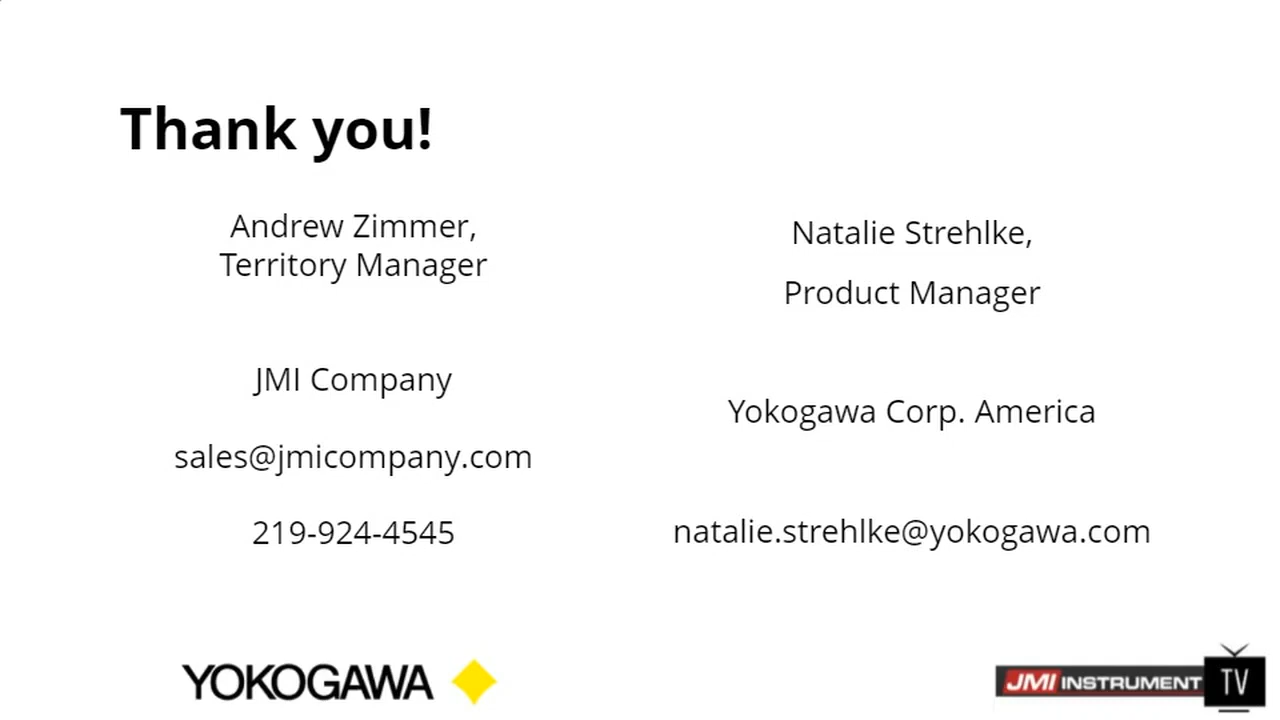 Thank you!
Andrew Zimmer,
Territory Manager
JMI Company
sales@jmicompany.com
219-924-4545
Natalie Strehlke,
Product Manager
Yokogawa Corp. America
natalie.strehlke@yokogawa.com
YOKOGAWA
JMI INSTRUMENT TV